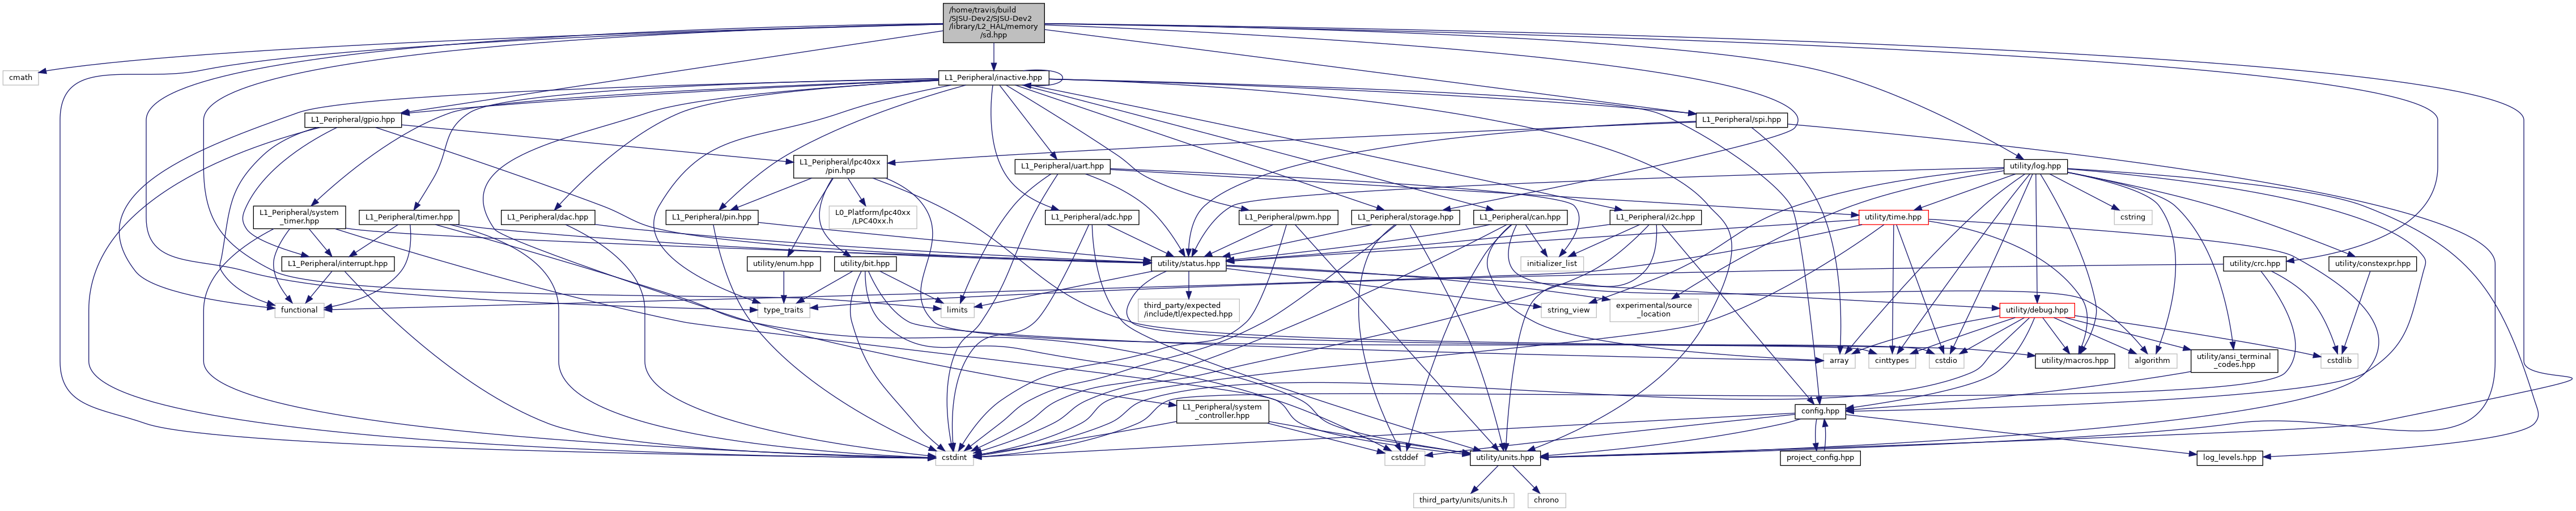 /home/travis/build
/SJSU-Dev2/SJSU-Dev2
/library/L2_HAL/memory
/sd.hpp
cmath
L1_Peripheral/inactive.hpp
L1_Peripheral/gpio.hpp
L1_Peripheral/spi.hpp
L1_Peripheral/lpc40xx
/pin.hpp
L1_Peripheral/uart.hpp
utility/log.hpp
L1_Peripheral/system
_timer.hpp
L1_Peripheral/timer.hpp
L1_Peripheral/dac.hpp
L1_Peripheral/pin.hpp
L0_Platform/lpc40xx
/LPC40xx.h
L1_Peripheral/adc.hpp
L1_Peripheral/pwm.hpp
L1_Peripheral/storage.hpp
L1_Peripheral/can.hpp
L1_Peripheral/i2c.hpp
utility/time.hpp
cstring
L1_Peripheral/interrupt.hpp
utility/enum.hpp
utility/bit.hpp
utility/status.hpp
initializer_list
utility/crc.hpp
utility/constexpr.hpp
functional
type_traits
limits
third_party/expected
/include/tl/expected.hpp
string_view
experimental/source
_location
utility/debug.hpp
array
cinttypes
cstdio
utility/macros.hpp
algorithm
utility/ansi_terminal
_codes.hpp
cstdlib
L1_Peripheral/system
_controller.hpp
config.hpp
cstdint
cstddef
utility/units.hpp
project_config.hpp
log_levels.hpp
third_party/units/units.h
chrono